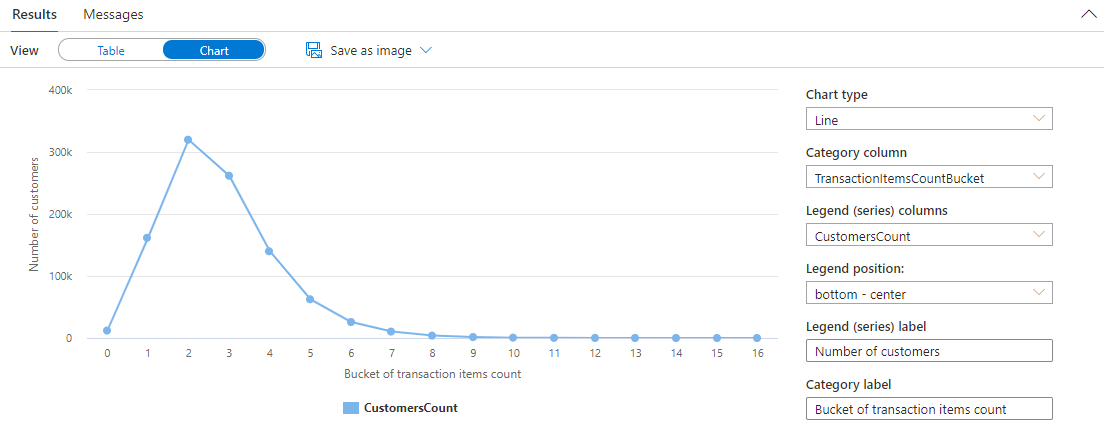 Results Messages
View Table Chart Save as image
400k
300k
200k
100k
0
Number of customers
0 1 2 3 4 5 6 7 8 9 10 11 12 13 14 15 16
Bucket of transaction items count
CustomersCount
Chart type
Line
Category column
TransactionItemsCountBucket
Legend (series) columns
CustomersCount
Legend position:
bottom - center
Legend (series) label
Number of customers
Category label
Bucket of transaction items count